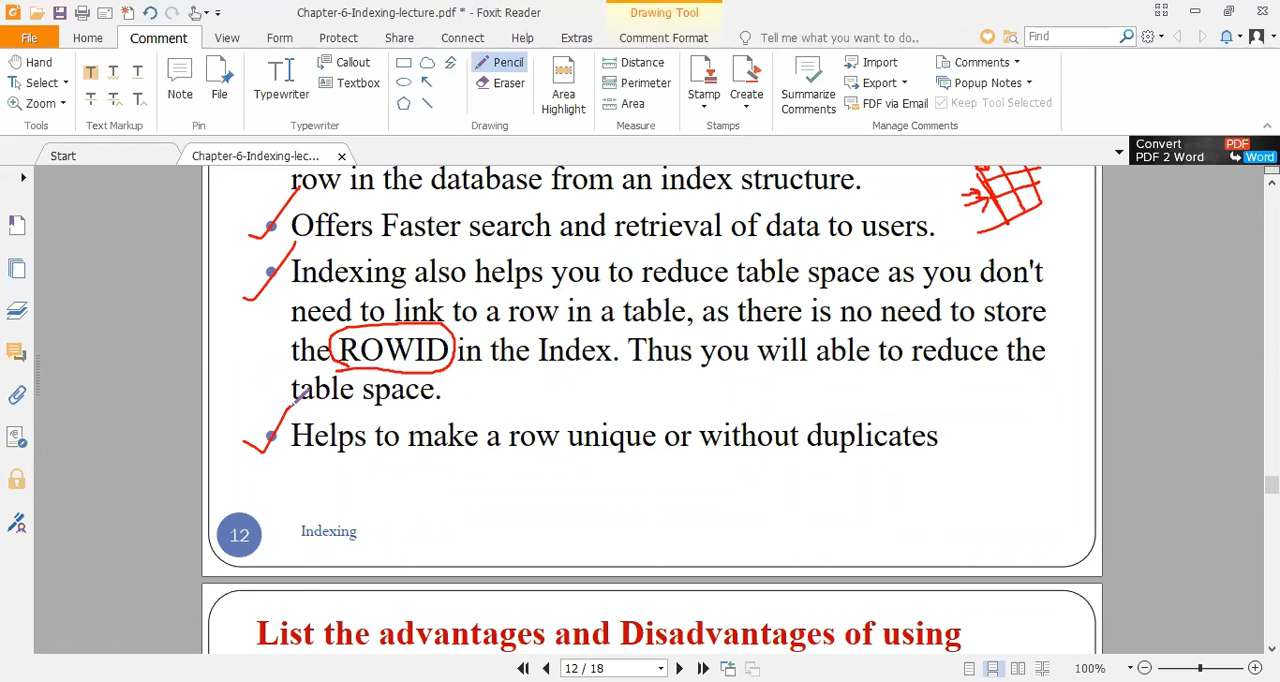 Chapter-6-Indexing-lecture.pdf * - Foxit Reader
Drawing Tool
File Home Comment View Form Protect Share Connect Help Extras Comment Format Tell me what you want to do.. Find
Hand
Select
Zoom
Tools
Text Markup
Note
File
Pin
Typewriter
Callout
Textbox
Typewriter
Pencil
Eraser
Drawing
Area
Highlight
Distance
Perimeter
Area
Measure
Stamp
Create
Stamps
Summarize
Comments
Import
Export
FDF via Email
Comments
Popup Notes
Keep Tool Selected
Manage Comments
Start
Chapter-6-Indexing-lec...
Convert PDF
PDF 2 Word Word
row in the database from an index structure.
Offers Faster search and retrieval of data to users.
Indexing also helps you to reduce table space as you don't
need to link to a row in a table, as there is no need to store
the ROWID in the Index. Thus you will able to reduce the
table space.
Helps to make a row unique or without duplicates
12 Indexing
List the advantages and Disadvantages of using
12 / 18
100%